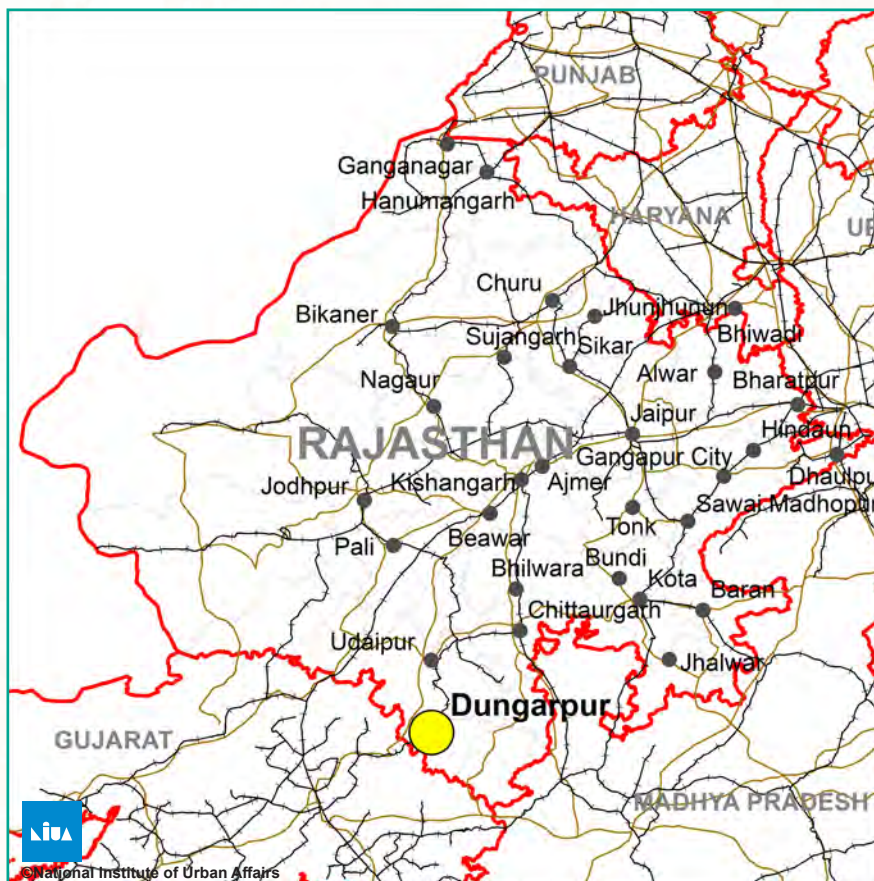 PUNJAB
Ganganagar
Hanumangarh
HARYANA
UP
Churu
Jhunjhunun
Bikaner
Bhiwadi
Sujangarh
Sikar
Alwar
Bharatpur
Nagaur
Jaipur
Hindaun
RAJASTHAN
Gangapur City
Dhaulpur
Ajmer
Kishangarh
Jodhpur
Sawai Madhopur
Tonk
Beawar
Pali
Bundi
Bhilwara
Kota
Baran
Chittaurgarh
Udaipur
Jhalwar
Dungarpur
GUJARAT
MADHYA PRADESH
NIUA
©National Institute of Urban Affairs